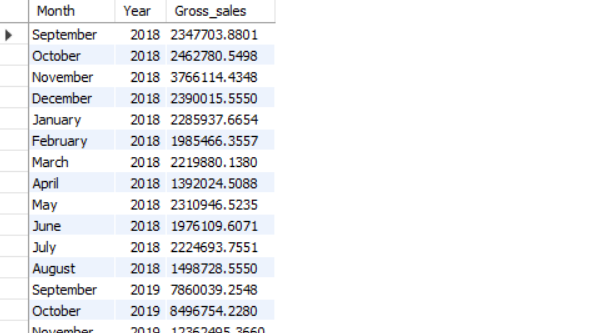 Month Year Gross_sales
September 2018 2347703.8801
October 2018 2462780.5498
November 2018 3766114.4348
December 2018 2390015.5550
January 2018 2285937.6654
February 2018 1985466.3557
March 2018 2219880.1380
April 2018 1392024.5088
May 2018 2310946.5235
June 2018 1976109.6071
July 2018 2224693.7551
August 2018 1498728.5550
September 2019 7860039.2548
October 2019 8496754.2280
November 2019 12362495.3660